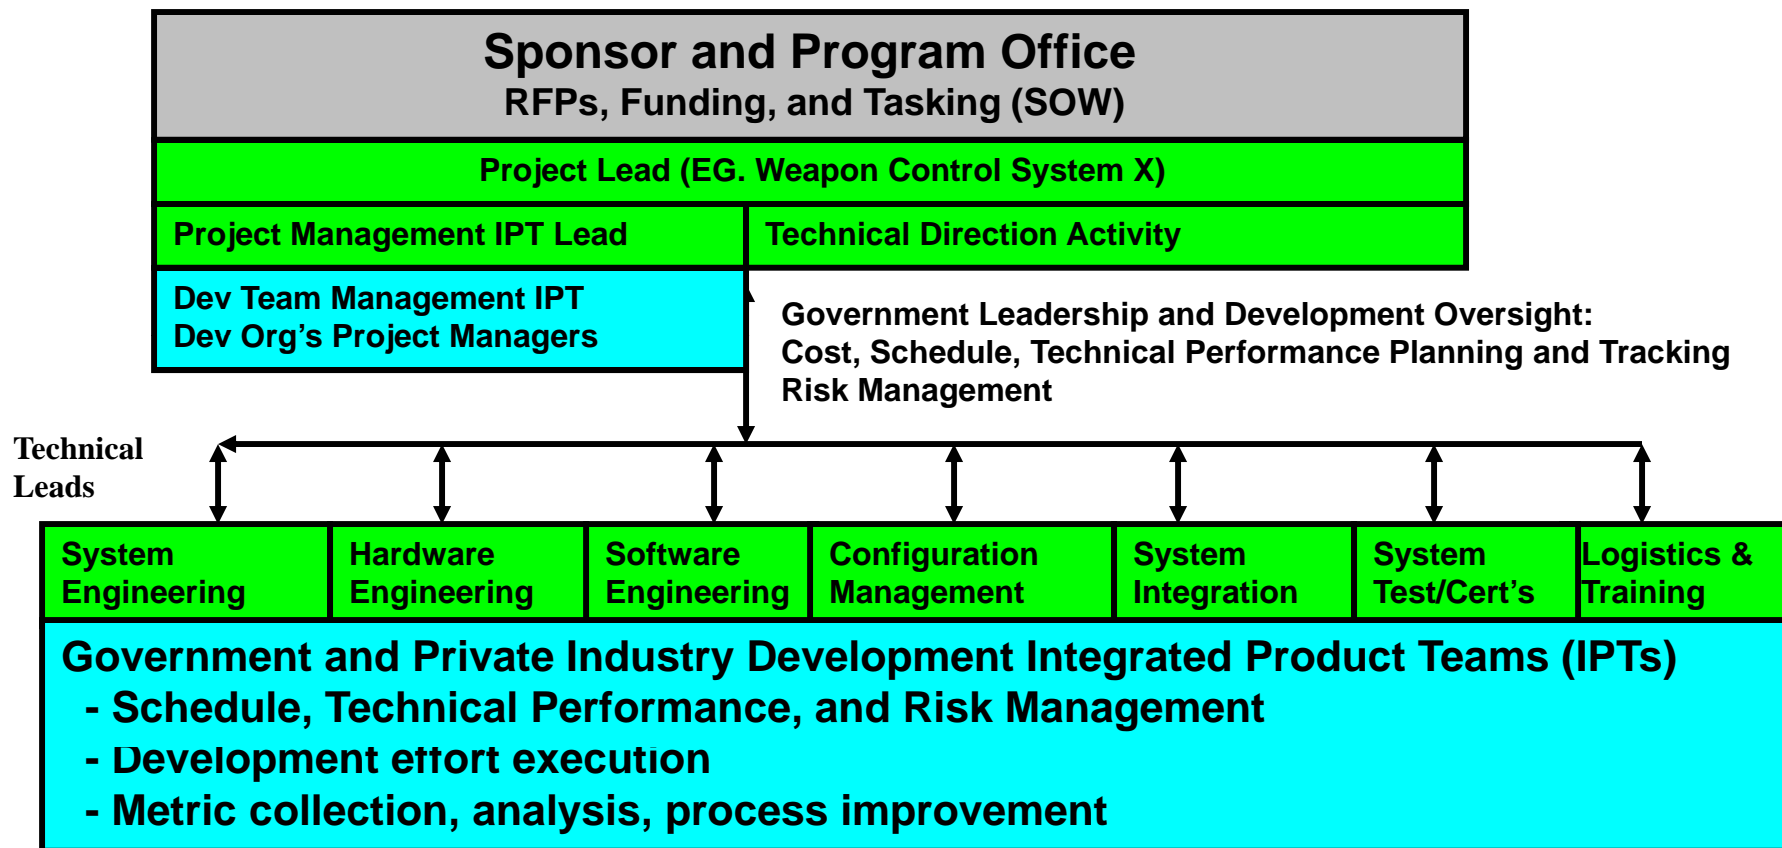 Sponsor and Program Office
RFPs, Funding, and Tasking (SOW)
Project Lead (EG. Weapon Control System X)
Project Management IPT Lead
Technical Direction Activity
Dev Team Management IPT
Dev Org's Project Managers
Government Leadership and Development Oversight:
Cost, Schedule, Technical Performance Planning and Tracking
Risk Management
Technical
Leads
System
Engineering
Hardware
Engineering
Software
Engineering
Configuration
Management
System
Integration
System
Test/Cert's
Logistics &
Training
Government and Private Industry Development Integrated Product Teams (IPTs)
- Schedule, Technical Performance, and Risk Management
- Development effort execution
- Metric collection, analysis, process improvement